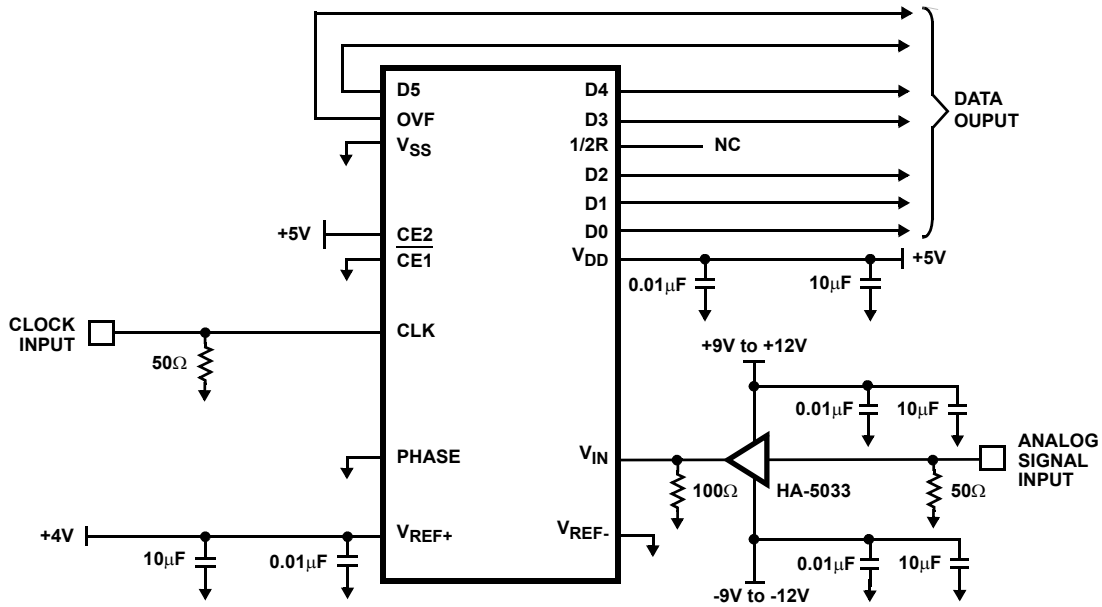 D5
OVF
VSS
CE2
CE1
CLK
PHASE
VREF+
D4
D3
1/2R
NC
D2
D1
D0
VDD
VIN
VREF-
DATA
OUPUT
+5V
+5V
0.01μF
10μF
CLOCK
INPUT
50Ω
+9V to +12V
0.01μF
10μF
ANALOG
SIGNAL
INPUT
100Ω
HA-5033
50Ω
+4V
10μF
0.01μF
0.01μF
10μF
-9V to -12V